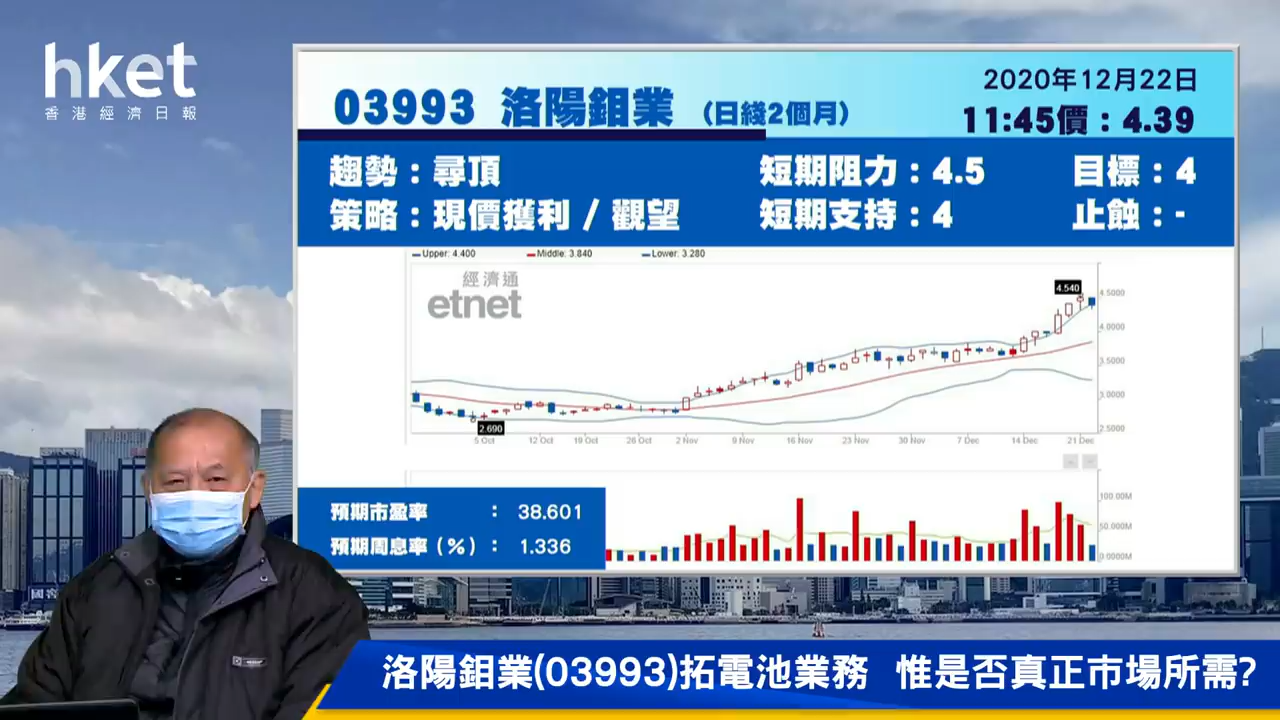 hket
香港經濟日報
03993 洛陽鉬業 (日綫2個月)
2020年12月22日
11:45價：4.39
趨勢：尋頂
短期阻力：4.5
目標：4
策略：現價獲利 / 觀望
短期支持：4
止蝕：-
Upper: 4.400 Middle: 3.840 Lower: 3.280
經濟通
etnet
4.540
4.5000
4.0000
3.5000
3.0000
2.5000
2.690
5 Oct 12 Oct 19 Oct 26 Oct 2 Nov 9 Nov 16 Nov 23 Nov 30 Nov 7 Dec 14 Dec 21 Dec
100.00M
50.000M
0.0000M
預期市盈率 ： 38.601
預期周息率 (%) ： 1.336
洛陽鉬業(03993)拓電池業務 惟是否真正市場所需?